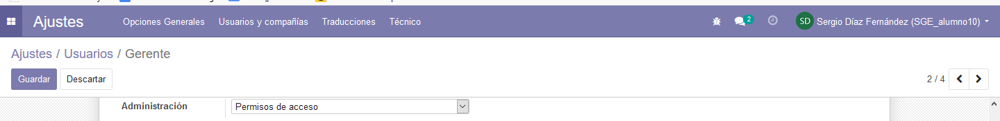 Ajustes Opciones Generales Usuarios y compañías Traducciones Técnico 2 SD Sergio Díaz Fernández (SGE_alumno10)
Ajustes / Usuarios / Gerente
Guardar Descartar 2 / 4
Administración Permisos de acceso